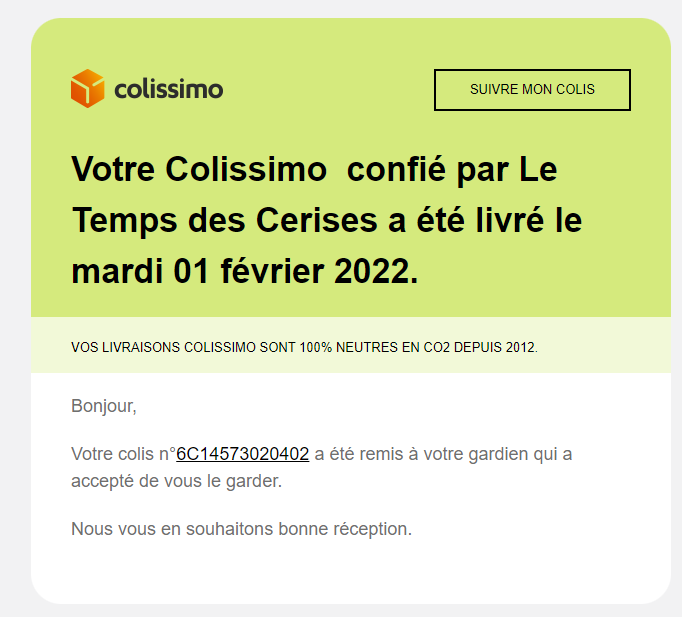 colissimo
SUIVRE MON COLIS
Votre Colissimo  confié par Le
Temps des Cerises a été livré le
mardi 01 février 2022.
VOS LIVRAISONS COLISSIMO SONT 100% NEUTRES EN CO2 DEPUIS 2012.
Bonjour,
Votre colis n°6C14573020402 a été remis à votre gardien qui a
accepté de vous le garder.
Nous vous en souhaitons bonne réception.